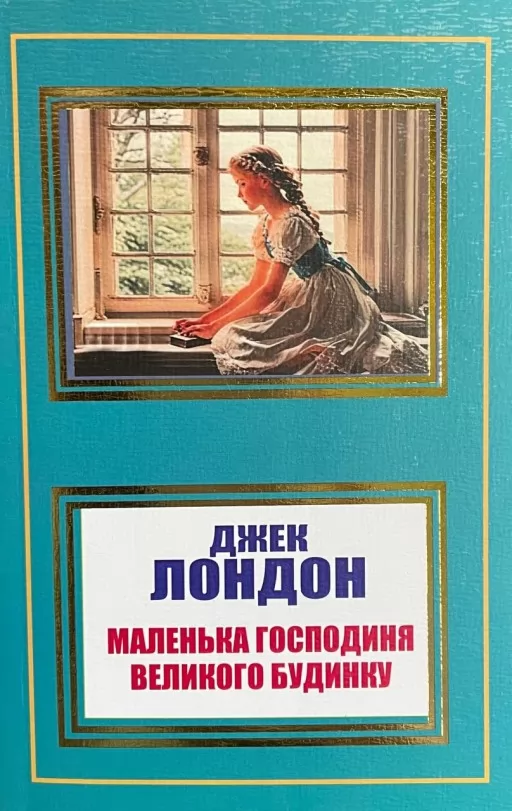 ДЖЕК
ЛОНДОН
МАЛЕНЬКА ГОСПОДИНЯ
ВЕЛИКОГО БУДИНКУ